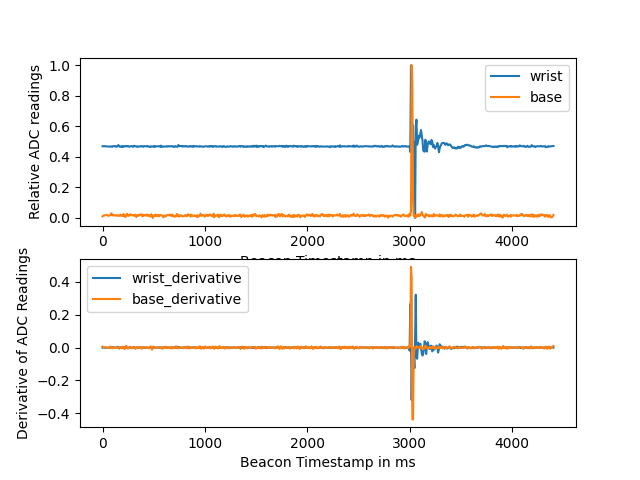 Relative ADC readings
1.0
0.8
0.6
0.4
0.2
0.0
wrist
base
0
1000
2000
3000
4000
Beacon Timestamp in ms
Derivative of ADC Readings
0.4
0.2
0.0
−0.2
−0.4
wrist_derivative
base_derivative
0
1000
2000
3000
4000
Beacon Timestamp in ms